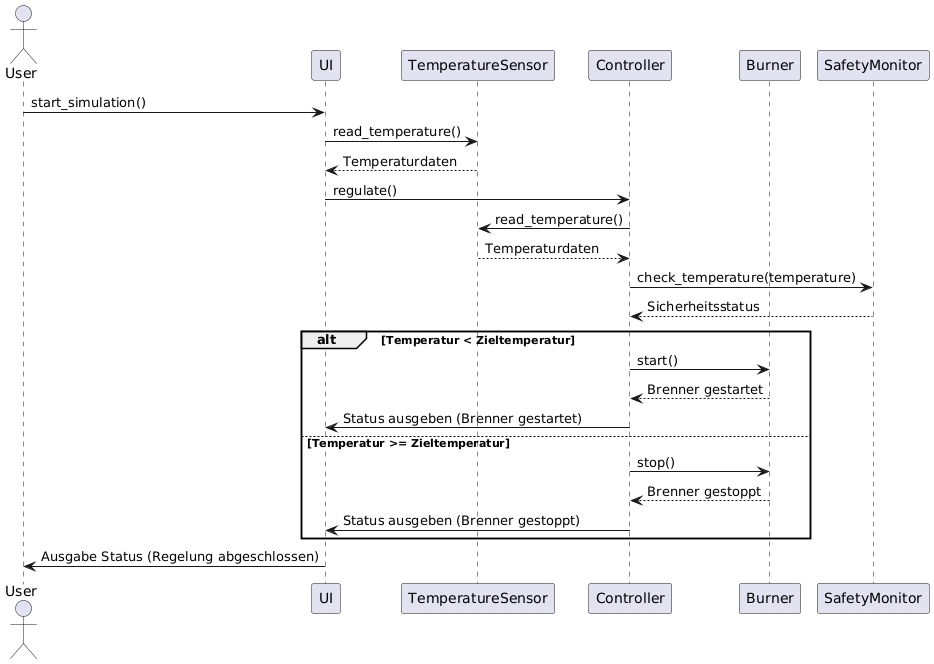 User
UI
TemperatureSensor
Controller
Burner
SafetyMonitor
start_simulation()
read_temperature()
Temperaturdaten
regulate()
read_temperature()
Temperaturdaten
check_temperature(temperature)
Sicherheitsstatus
alt
[Temperatur < Zieltemperatur]
start()
Brenner gestartet
Status ausgeben (Brenner gestartet)
[Temperatur >= Zieltemperatur]
stop()
Brenner gestoppt
Status ausgeben (Brenner gestoppt)
Ausgabe Status (Regelung abgeschlossen)
User
UI
TemperatureSensor
Controller
Burner
SafetyMonitor